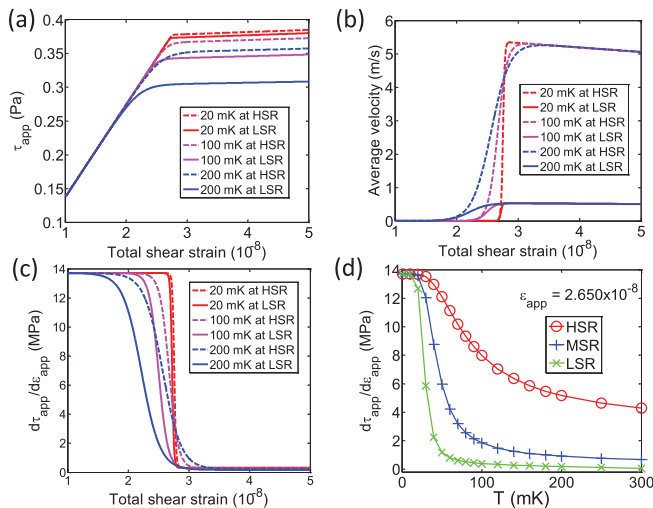 (a)
0.4
0.35
0.3
0.25
0.2
0.15
0.1
τapp (Pa)
20 mK at HSR
20 mK at LSR
100 mK at HSR
100 mK at LSR
200 mK at HSR
200 mK at LSR
1 2 3 4 5
Total shear strain (10⁻⁸)
(b)
6
5
4
3
2
1
0
Average velocity (m/s)
20 mK at HSR
20 mK at LSR
100 mK at HSR
100 mK at LSR
200 mK at HSR
200 mK at LSR
1 2 3 4 5
Total shear strain (10⁻⁸)
(c)
14
12
10
8
6
4
2
0
dτapp/dεapp (MPa)
20 mK at HSR
20 mK at LSR
100 mK at HSR
100 mK at LSR
200 mK at HSR
200 mK at LSR
1 2 3 4 5
Total shear strain (10⁻⁸)
(d)
14
12
10
8
6
4
2
0
dτapp/dεapp (MPa)
εapp = 2.650x10⁻⁸
HSR
MSR
LSR
0 100 200 300
T (mK)